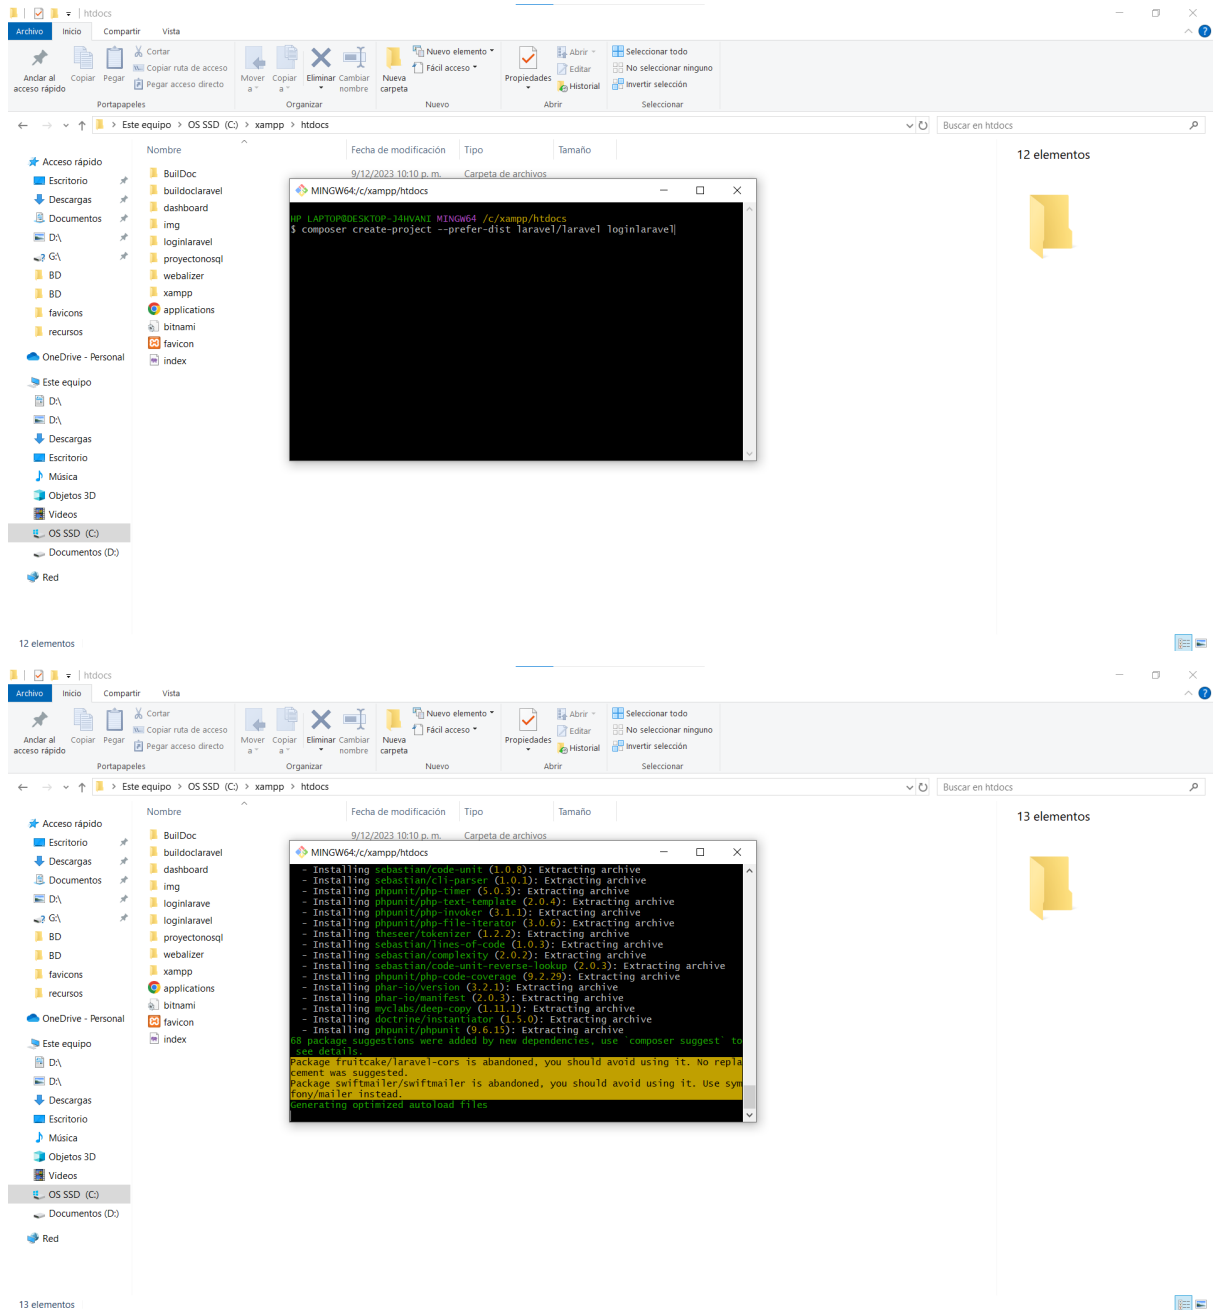 htdocs
Archivo Inicio Compartir Vista
Anclar al acceso rápido
Copiar
Pegar
Cortar
Copiar ruta de acceso
Pegar acceso directo
Mover a
Copiar a
Eliminar
Cambiar nombre
Nueva carpeta
Nuevo elemento
Fácil acceso
Propiedades
Abrir
Editar
Historial
Seleccionar todo
No seleccionar ninguno
Invertir selección
Portapapeles Organizar Nuevo Abrir Seleccionar
Este equipo > OS SSD (C:) > xampp > htdocs
Buscar en htdocs
Nombre Fecha de modificación Tipo Tamaño
Acceso rápido
Escritorio
Descargas
Documentos
D:\
G:\
BD
BD
favicons
recursos
OneDrive - Personal
Este equipo
D:\
D:\
Descargas
Escritorio
Música
Objetos 3D
Videos
OS SSD (C:)
Documentos (D:)
Red
BuilDoc 9/12/2023 10:10 p. m. Carpeta de archivos
buildoclaravel
dashboard
img
loginlaravel
proyectonosql
webalizer
xampp
applications
bitnami
favicon
index
MINGW64:/c/xampp/htdocs
HP LAPTOP@DESKTOP-J4HVANI MINGW64 /c/xampp/htdocs
$ composer create-project --prefer-dist laravel/laravel loginlaravel
12 elementos
12 elementos
htdocs
Archivo Inicio Compartir Vista
Anclar al acceso rápido
Copiar
Pegar
Cortar
Copiar ruta de acceso
Pegar acceso directo
Mover a
Copiar a
Eliminar
Cambiar nombre
Nueva carpeta
Nuevo elemento
Fácil acceso
Propiedades
Abrir
Editar
Historial
Seleccionar todo
No seleccionar ninguno
Invertir selección
Portapapeles Organizar Nuevo Abrir Seleccionar
Este equipo > OS SSD (C:) > xampp > htdocs
Buscar en htdocs
Nombre Fecha de modificación Tipo Tamaño
Acceso rápido
Escritorio
Descargas
Documentos
D:\
G:\
BD
BD
favicons
recursos
OneDrive - Personal
Este equipo
D:\
D:\
Descargas
Escritorio
Música
Objetos 3D
Videos
OS SSD (C:)
Documentos (D:)
Red
BuilDoc 9/12/2023 10:10 p. m. Carpeta de archivos
buildoclaravel
dashboard
img
loginlarave
loginlaravel
proyectonosql
webalizer
xampp
applications
bitnami
favicon
index
MINGW64:/c/xampp/htdocs
- Installing sebastian/code-unit (1.0.8): Extracting archive
- Installing sebastian/cli-parser (1.0.1): Extracting archive
- Installing phpunit/php-timer (5.0.3): Extracting archive
- Installing phpunit/php-text-template (2.0.4): Extracting archive
- Installing phpunit/php-invoker (3.1.1): Extracting archive
- Installing phpunit/php-file-iterator (3.0.6): Extracting archive
- Installing theseer/tokenizer (1.2.2): Extracting archive
- Installing sebastian/lines-of-code (1.0.3): Extracting archive
- Installing sebastian/complexity (2.0.2): Extracting archive
- Installing sebastian/code-unit-reverse-lookup (2.0.3): Extracting archive
- Installing phpunit/php-code-coverage (9.2.29): Extracting archive
- Installing phar-io/version (3.2.1): Extracting archive
- Installing phar-io/manifest (2.0.3): Extracting archive
- Installing myclabs/deep-copy (1.11.1): Extracting archive
- Installing doctrine/instantiator (1.5.0): Extracting archive
- Installing phpunit/phpunit (9.6.15): Extracting archive
68 package suggestions were added by new dependencies, use `composer suggest` to
see details.
Package fruitcake/laravel-cors is abandoned, you should avoid using it. No repla
cement was suggested.
Package swiftmailer/swiftmailer is abandoned, you should avoid using it. Use sym
fony/mailer instead.
Generating optimized autoload files
13 elementos
13 elementos